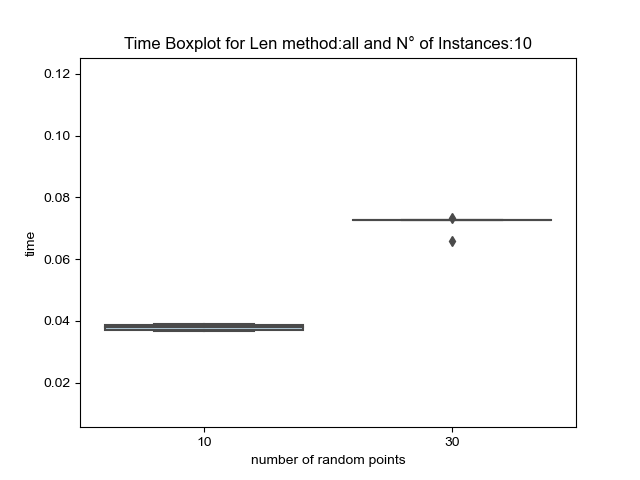 Time Boxplot for Len method:all and N° of Instances:10
0.12
0.10
0.08
0.06
0.04
0.02
time
10 30
number of random points